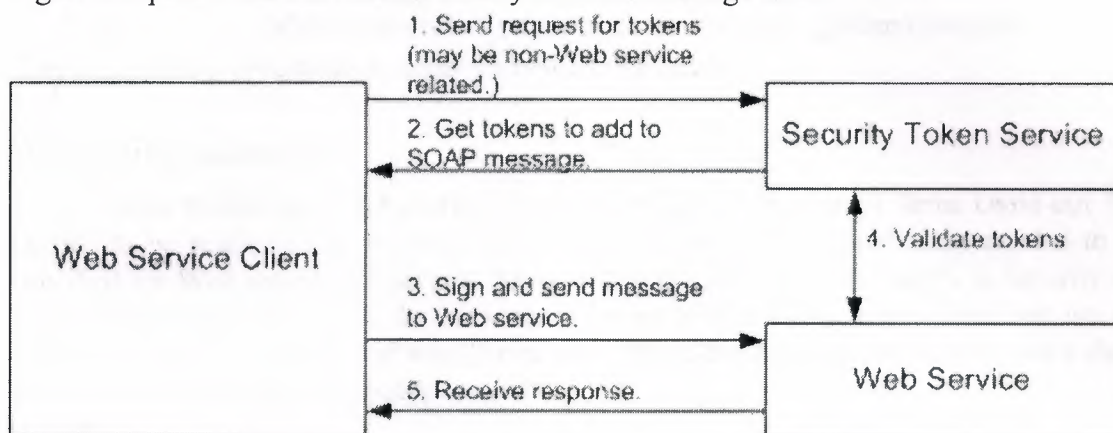 1. Send request for tokens
(may be non-Web service
related.)
2. Get tokens to add to
SOAP message.
Security Token Service
Web Service Client
4. Validate tokens
3. Sign and send message
to Web service.
Web Service
5. Receive response.